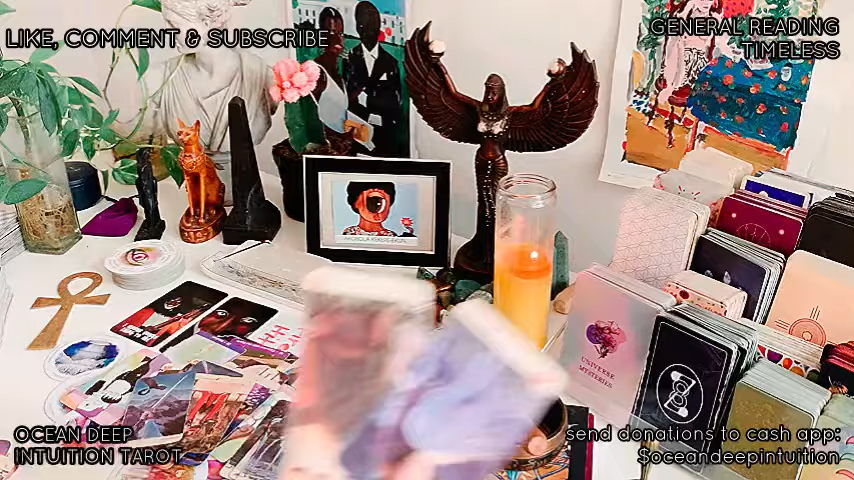 LIKE, COMMENT & SUBSCRIBE
GENERAL READING
TIMELESS
UNIVERSE
MYSTERIES
OCEAN DEEP
INTUITION TAROT
send donations to cash app:
$oceandeepintuition